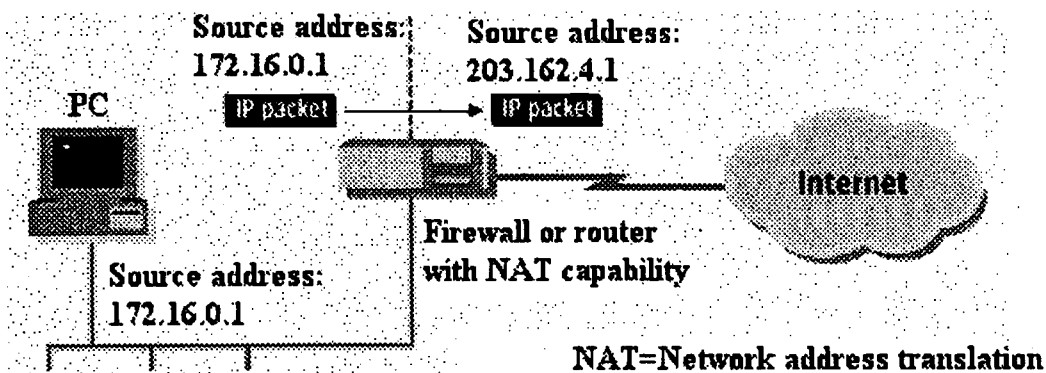 Source address:
172.16.0.1
Source address:
203.162.4.1
PC
IP packet
IP packet
Internet
Firewall or router
with NAT capability
Source address:
172.16.0.1
NAT=Network address translation